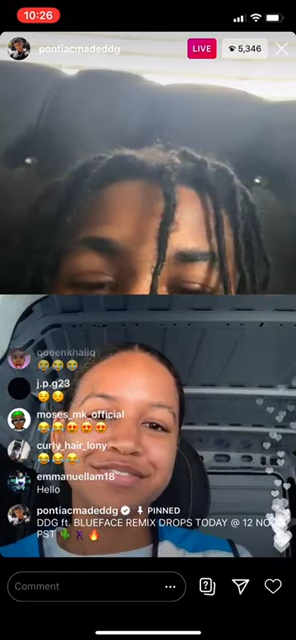 10:26
pontiacmadeddg
LIVE
5,346
queenkhaliq
😭😭😭
j.p.g23
moses_mk_official
😂😂😍😍😍
curly_hair_lony
😂😂😂
emmanuellam18
Hello
pontiacmadeddg PINNED
DDG ft. BLUEFACE REMIX DROPS TODAY @ 12 NOON
PST
Comment